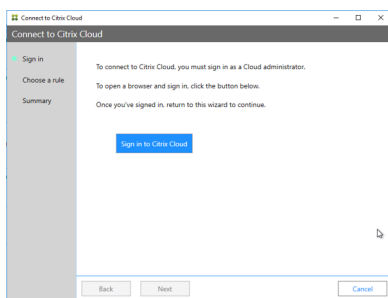 Connect to Citrix Cloud
Connect to Citrix Cloud
Sign in
Choose a rule
Summary
To connect to Citrix Cloud, you must sign in as a Cloud administrator.
To open a browser and sign in, click the button below.
Once you've signed in, return to this wizard to continue.
Sign in to Citrix Cloud
Back
Next
Cancel